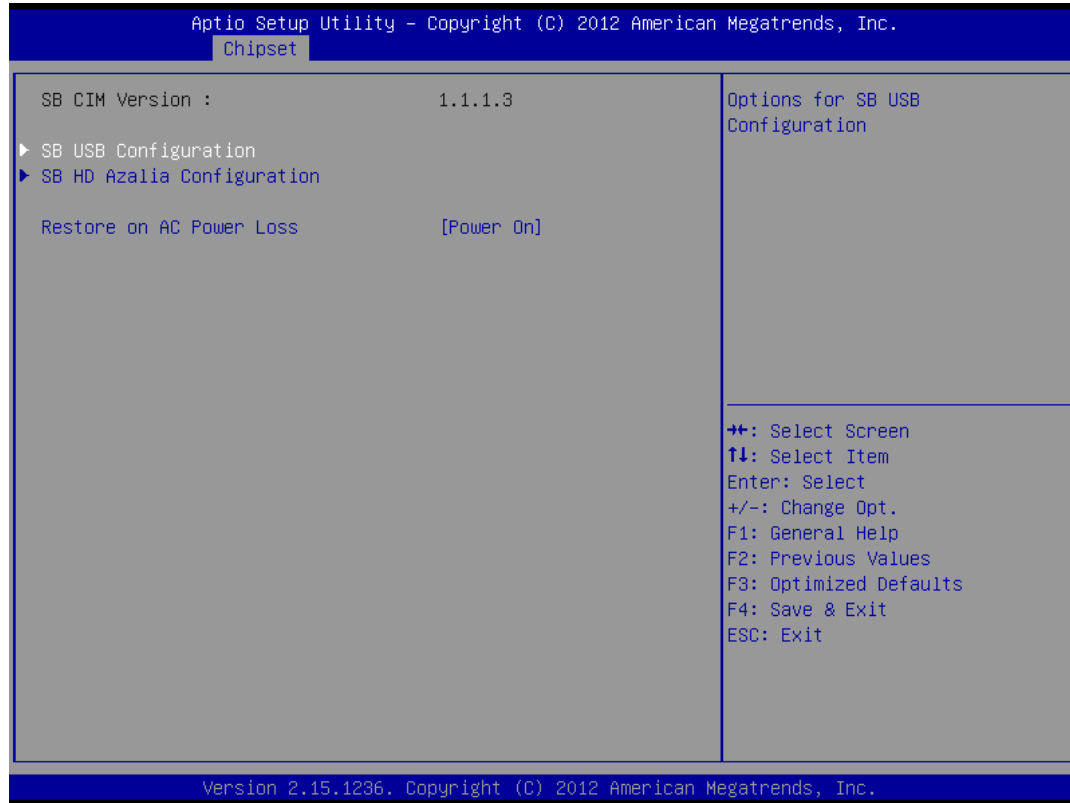 Aptio Setup Utility – Copyright (C) 2012 American Megatrends, Inc.
Chipset
SB CIM Version : 1.1.1.3
▶ SB USB Configuration
▶ SB HD Azalia Configuration
Restore on AC Power Loss [Power On]
Options for SB USB
Configuration
→←: Select Screen
↑↓: Select Item
Enter: Select
+/-: Change Opt.
F1: General Help
F2: Previous Values
F3: Optimized Defaults
F4: Save & Exit
ESC: Exit
Version 2.15.1236. Copyright (C) 2012 American Megatrends, Inc.